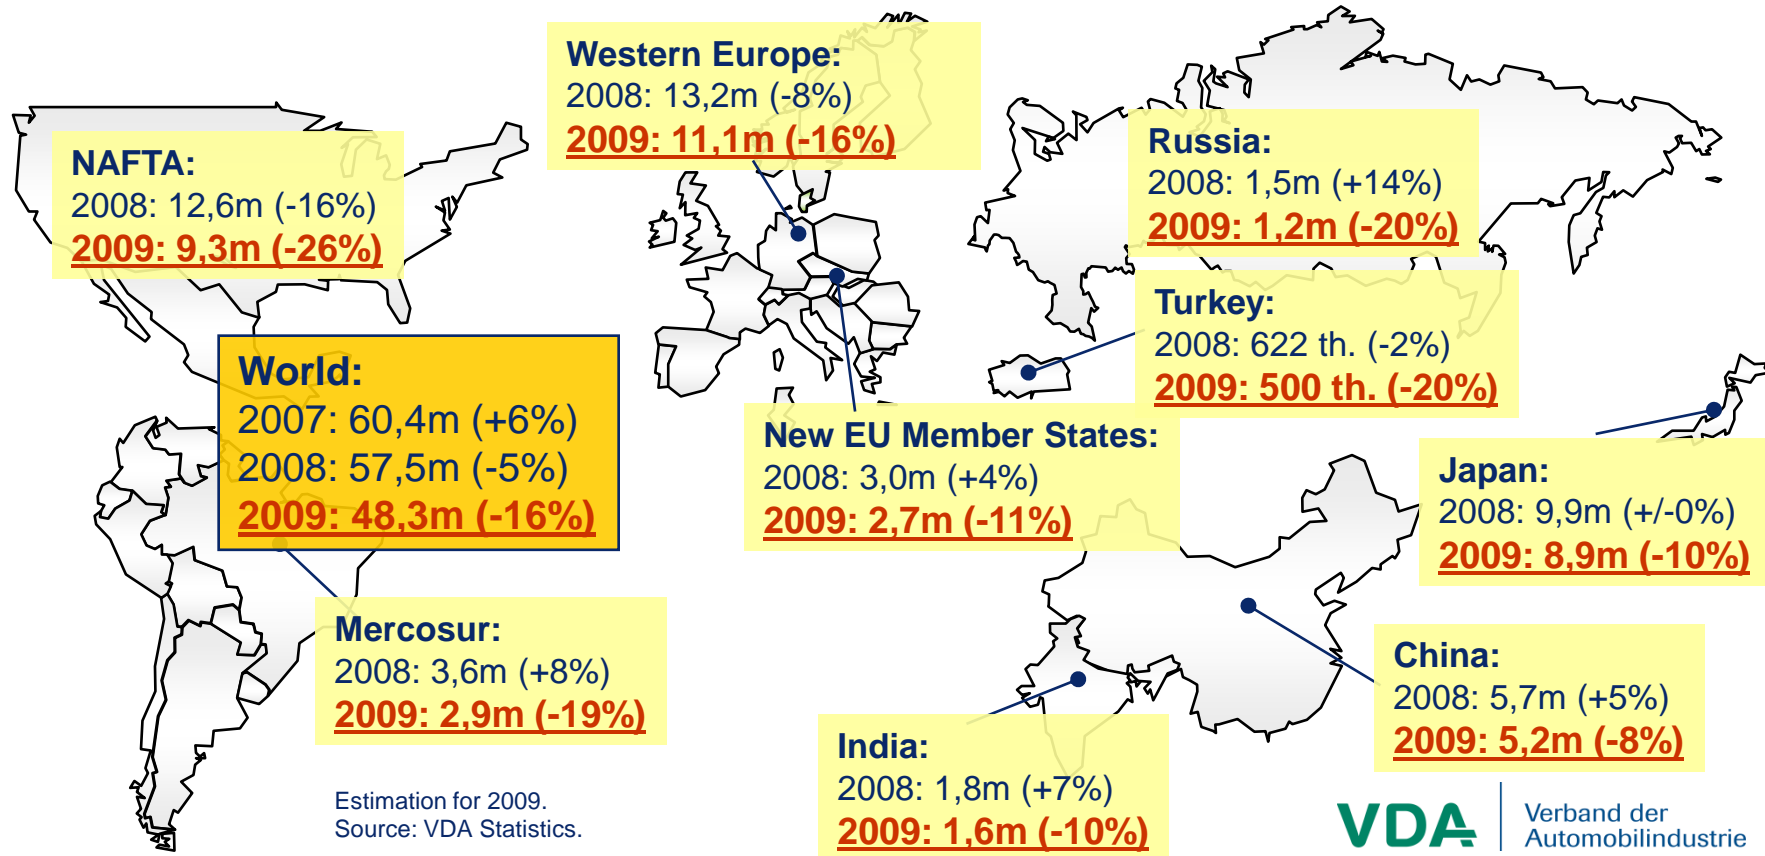 Western Europe:
2008: 13,2m (-8%)
2009: 11,1m (-16%)
NAFTA:
2008: 12,6m (-16%)
2009: 9,3m (-26%)
Russia:
2008: 1,5m (+14%)
2009: 1,2m (-20%)
Turkey:
2008: 622 th. (-2%)
2009: 500 th. (-20%)
World:
2007: 60,4m (+6%)
2008: 57,5m (-5%)
2009: 48,3m (-16%)
New EU Member States:
2008: 3,0m (+4%)
2009: 2,7m (-11%)
Japan:
2008: 9,9m (+/-0%)
2009: 8,9m (-10%)
Mercosur:
2008: 3,6m (+8%)
2009: 2,9m (-19%)
China:
2008: 5,7m (+5%)
2009: 5,2m (-8%)
India:
2008: 1,8m (+7%)
2009: 1,6m (-10%)
Estimation for 2009.
Source: VDA Statistics.
VDA
Verband der
Automobilindustrie